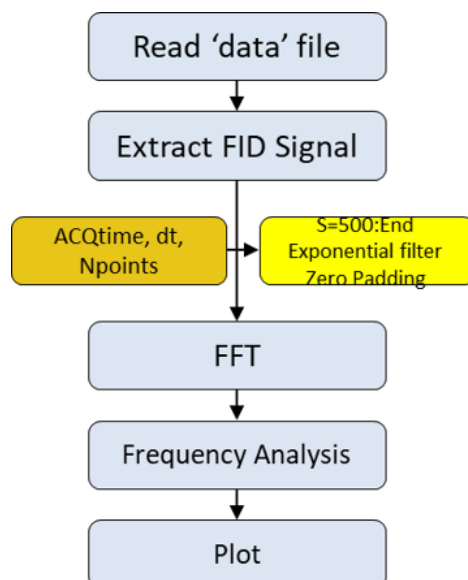 Read ‘data’ file
Extract FID Signal
ACQtime, dt,
Npoints
S=500:End
Exponential filter
Zero Padding
FFT
Frequency Analysis
Plot